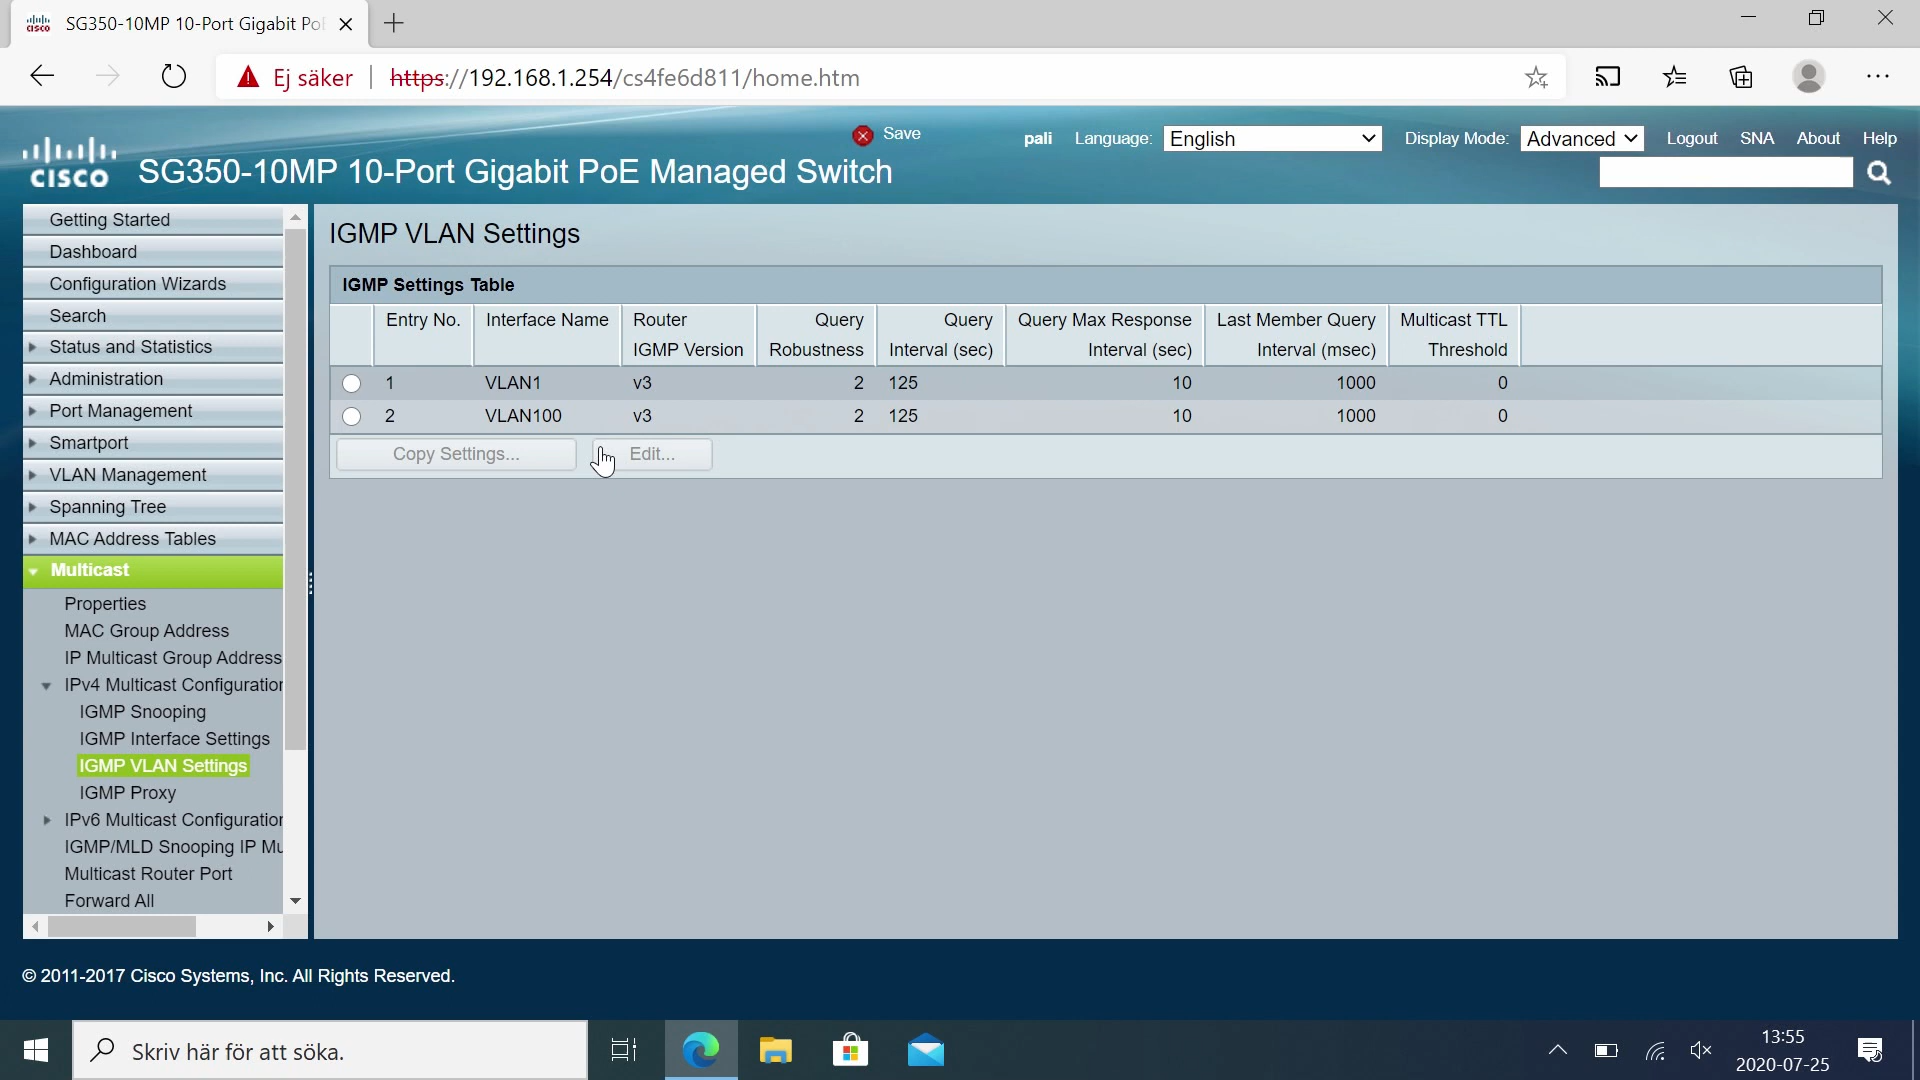 SG350-10MP 10-Port Gigabit Po
Ej säker https://192.168.1.254/cs4fe6d811/home.htm
Save
pali Language: English Display Mode: Advanced Logout SNA About Help
CISCO SG350-10MP 10-Port Gigabit PoE Managed Switch
Getting Started
Dashboard
Configuration Wizards
Search
Status and Statistics
Administration
Port Management
Smartport
VLAN Management
Spanning Tree
MAC Address Tables
Multicast
Properties
MAC Group Address
IP Multicast Group Address
IPv4 Multicast Configuration
IGMP Snooping
IGMP Interface Settings
IGMP VLAN Settings
IGMP Proxy
IPv6 Multicast Configuration
IGMP/MLD Snooping IP Mu
Multicast Router Port
Forward All
IGMP VLAN Settings
IGMP Settings Table
Entry No. Interface Name Router Query Query Query Max Response Last Member Query Multicast TTL
IGMP Version Robustness Interval (sec) Interval (sec) Interval (msec) Threshold
1 VLAN1 v3 2 125 10 1000 0
2 VLAN100 v3 2 125 10 1000 0
Copy Settings... Edit...
© 2011-2017 Cisco Systems, Inc. All Rights Reserved.
Skriv här för att söka.
13:55
2020-07-25